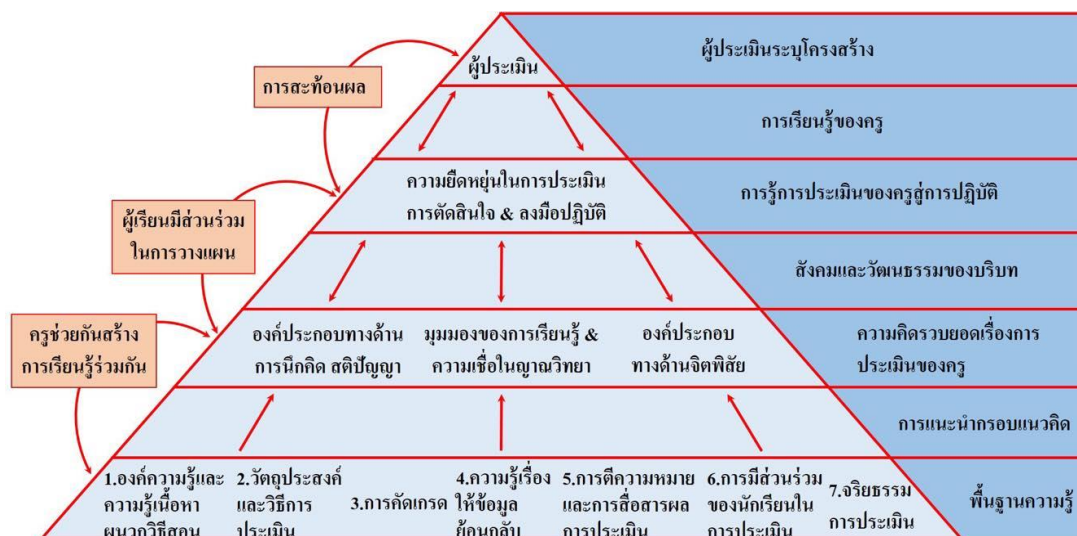 ผู้ประเมิน
ผู้ประเมินระบุโครงสร้าง
การสะท้อนผล
การเรียนรู้ของครู
ความยืดหยุ่นในการประเมิน
การตัดสินใจ & ลงมือปฏิบัติ
การรู้การประเมินของครูสู่การปฏิบัติ
ผู้เรียนมีส่วนร่วม
ในการวางแผน
สังคมและวัฒนธรรมของบริบท
ครูช่วยกันสร้าง
การเรียนรู้ร่วมกัน
องค์ประกอบทางด้าน
การนึกคิด สติปัญญา
มุมมองของการเรียนรู้ &
ความเชื่อในญาณวิทยา
องค์ประกอบ
ทางด้านจิตพิสัย
ความคิดรวบยอดเรื่องการ
ประเมินของครู
การแนะนำกรอบแนวคิด
1.องค์ความรู้และ
ความรู้เนื้อหา
ผนวกวิธีสอน
2.วัตถุประสงค์
และวิธีการ
ประเมิน
3.การคัดเกรด
4.ความรู้เรื่อง
ให้ข้อมูล
ย้อนกลับ
5.การตีความหมาย
และการสื่อสารผล
การประเมิน
6.การมีส่วนร่วม
ของนักเรียนใน
การประเมิน
7.จริยธรรม
การประเมิน
พื้นฐานความรู้